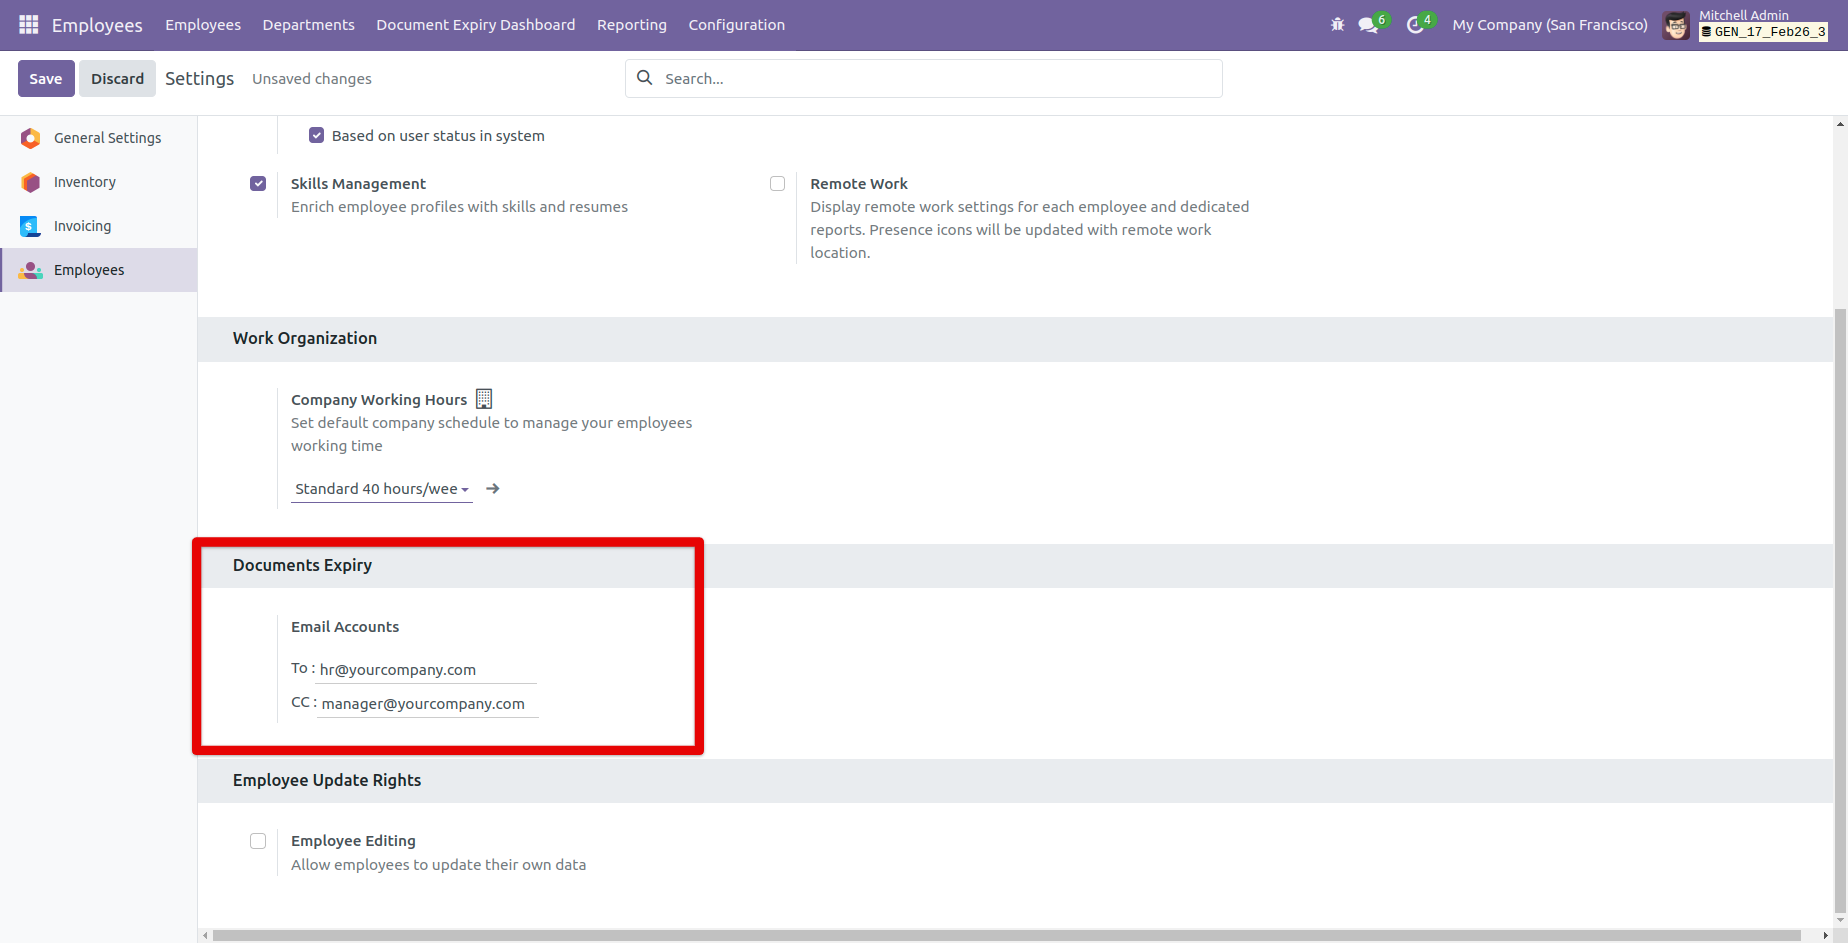 Employees Employees Departments Document Expiry Dashboard Reporting Configuration 6 4 My Company (San Francisco) Mitchell Admin
GEN_17_Feb26_3
Save Discard Settings Unsaved changes Search...
General Settings
Inventory
Invoicing
Employees
Based on user status in system
Skills Management
Enrich employee profiles with skills and resumes
Remote Work
Display remote work settings for each employee and dedicated
reports. Presence icons will be updated with remote work
location.
Work Organization
Company Working Hours
Set default company schedule to manage your employees
working time
Standard 40 hours/wee
Documents Expiry
Email Accounts
To : hr@yourcompany.com
CC : manager@yourcompany.com
Employee Update Rights
Employee Editing
Allow employees to update their own data